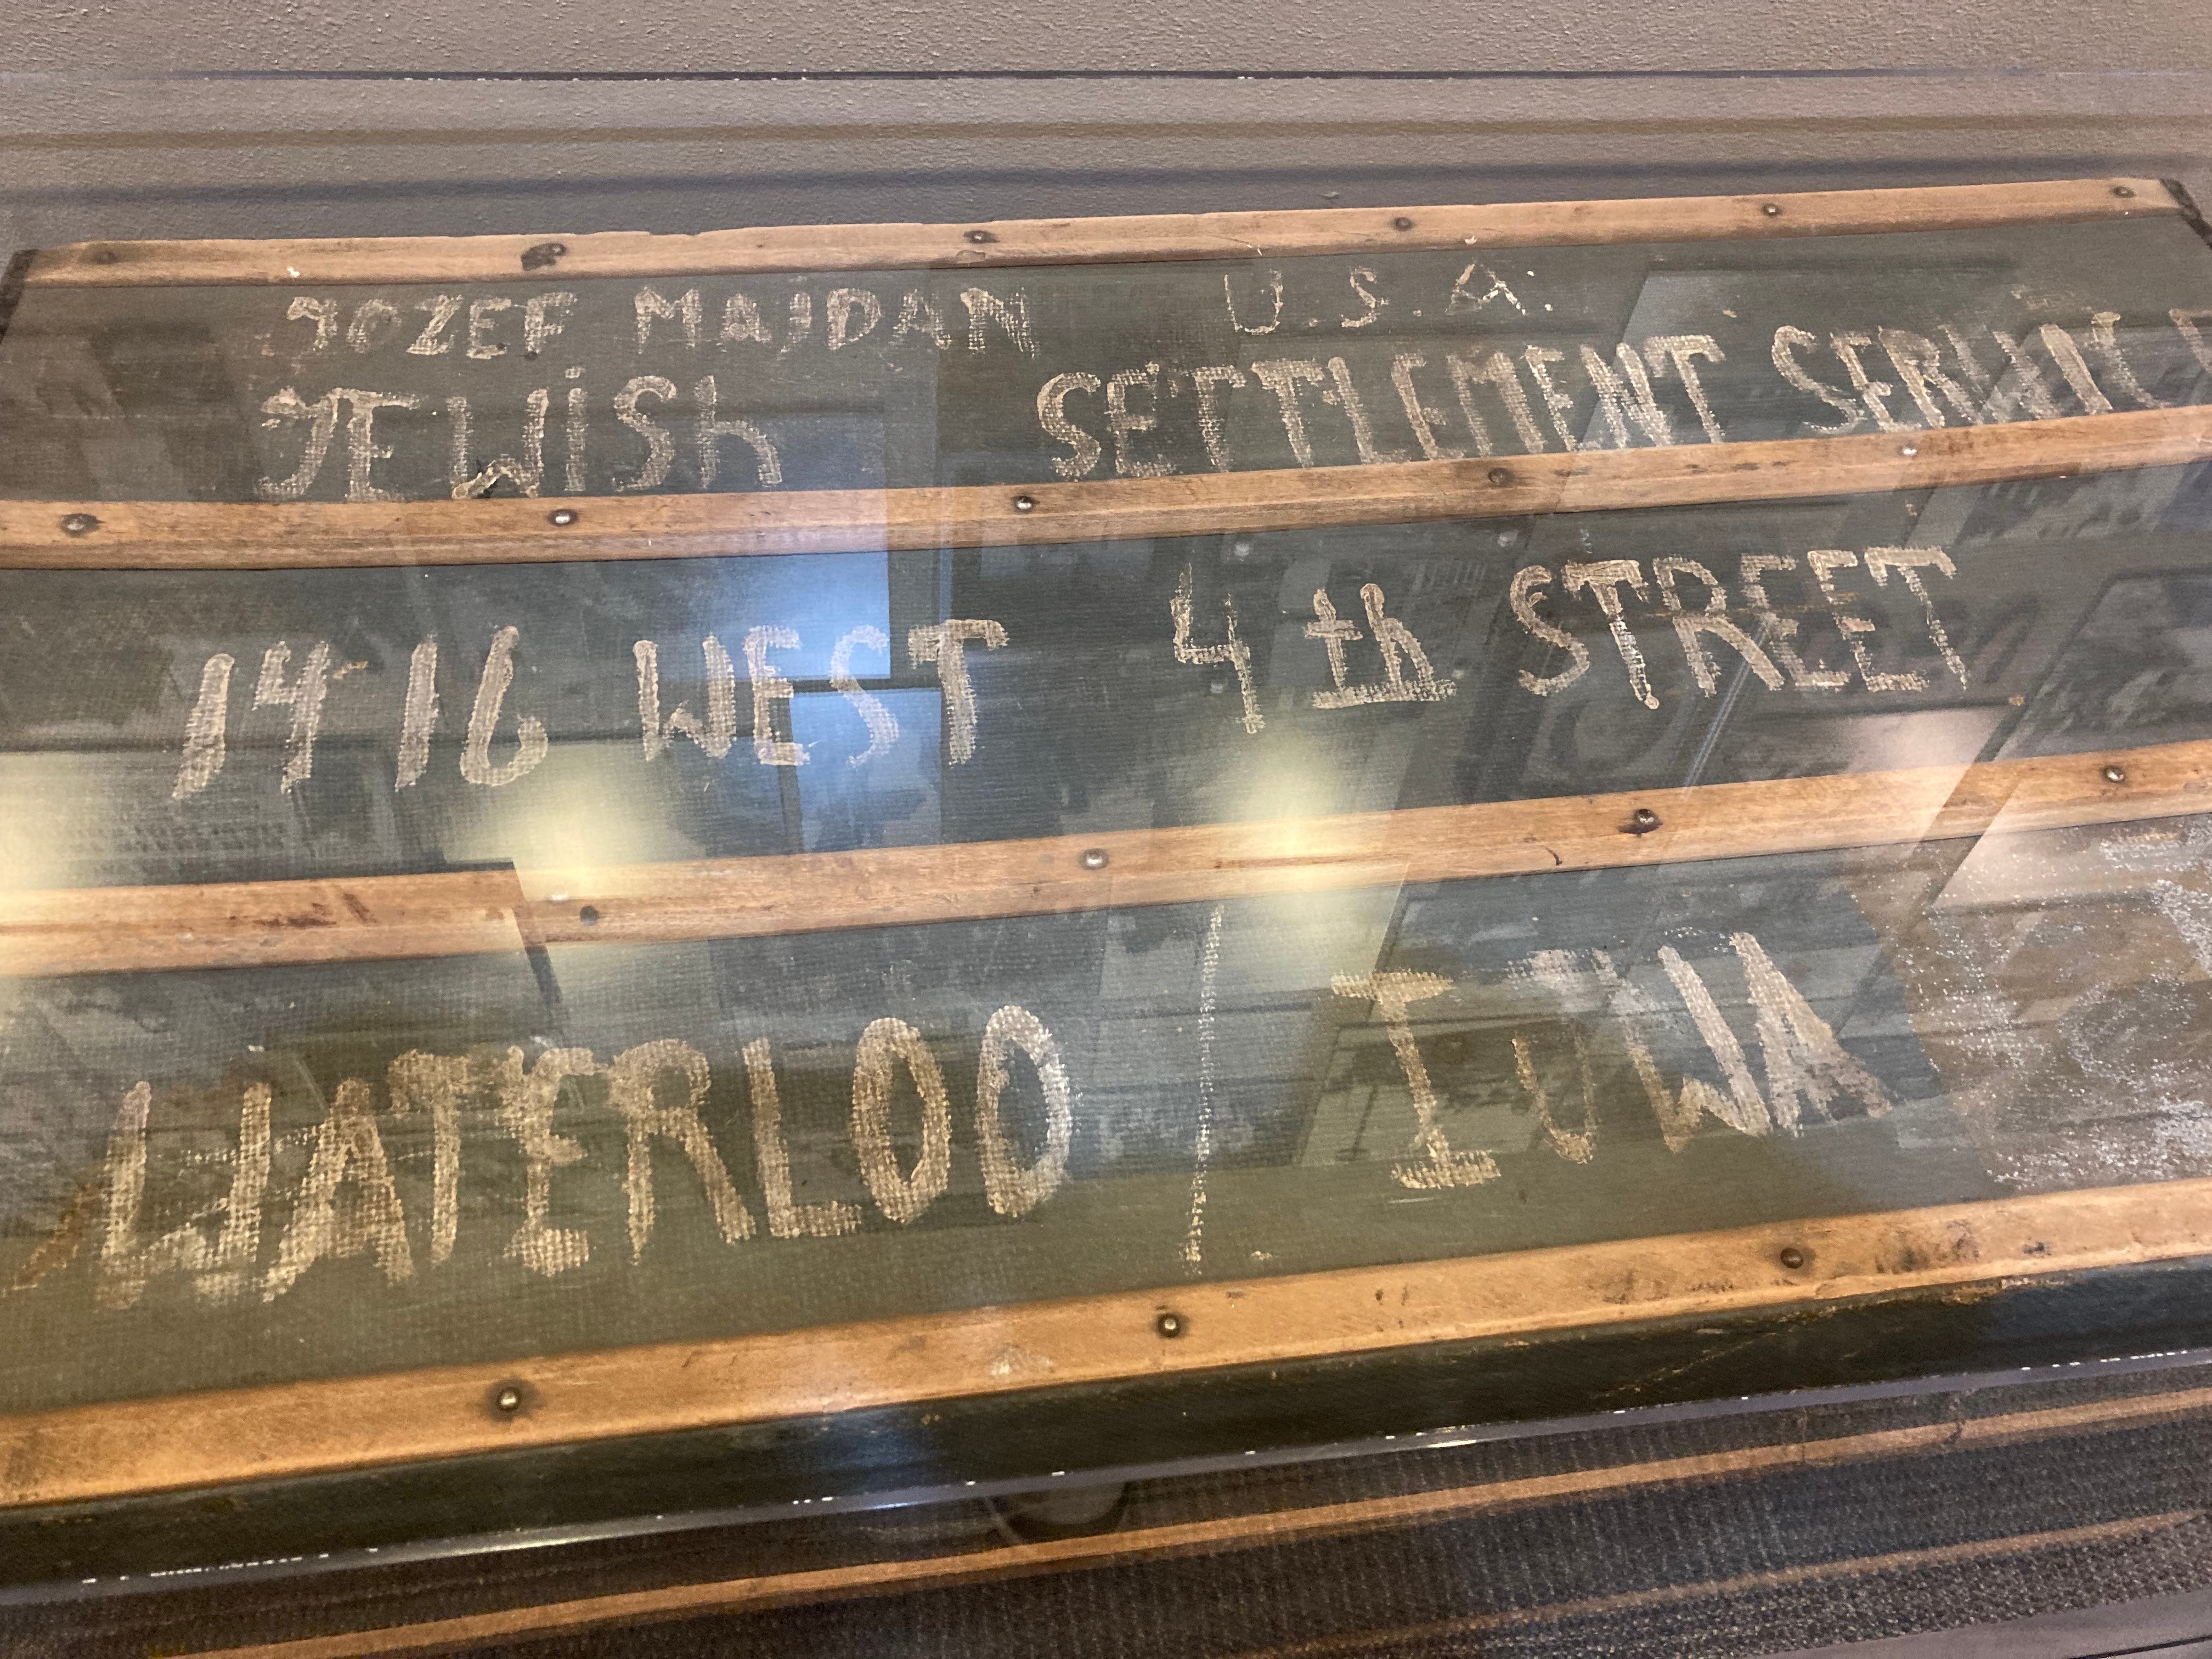 JOZEF MAJDAN U.S.A.
JEWISh SETTLEMENT SERVICE
1416 WEST 4th STREET
WATERLOO / IOWA